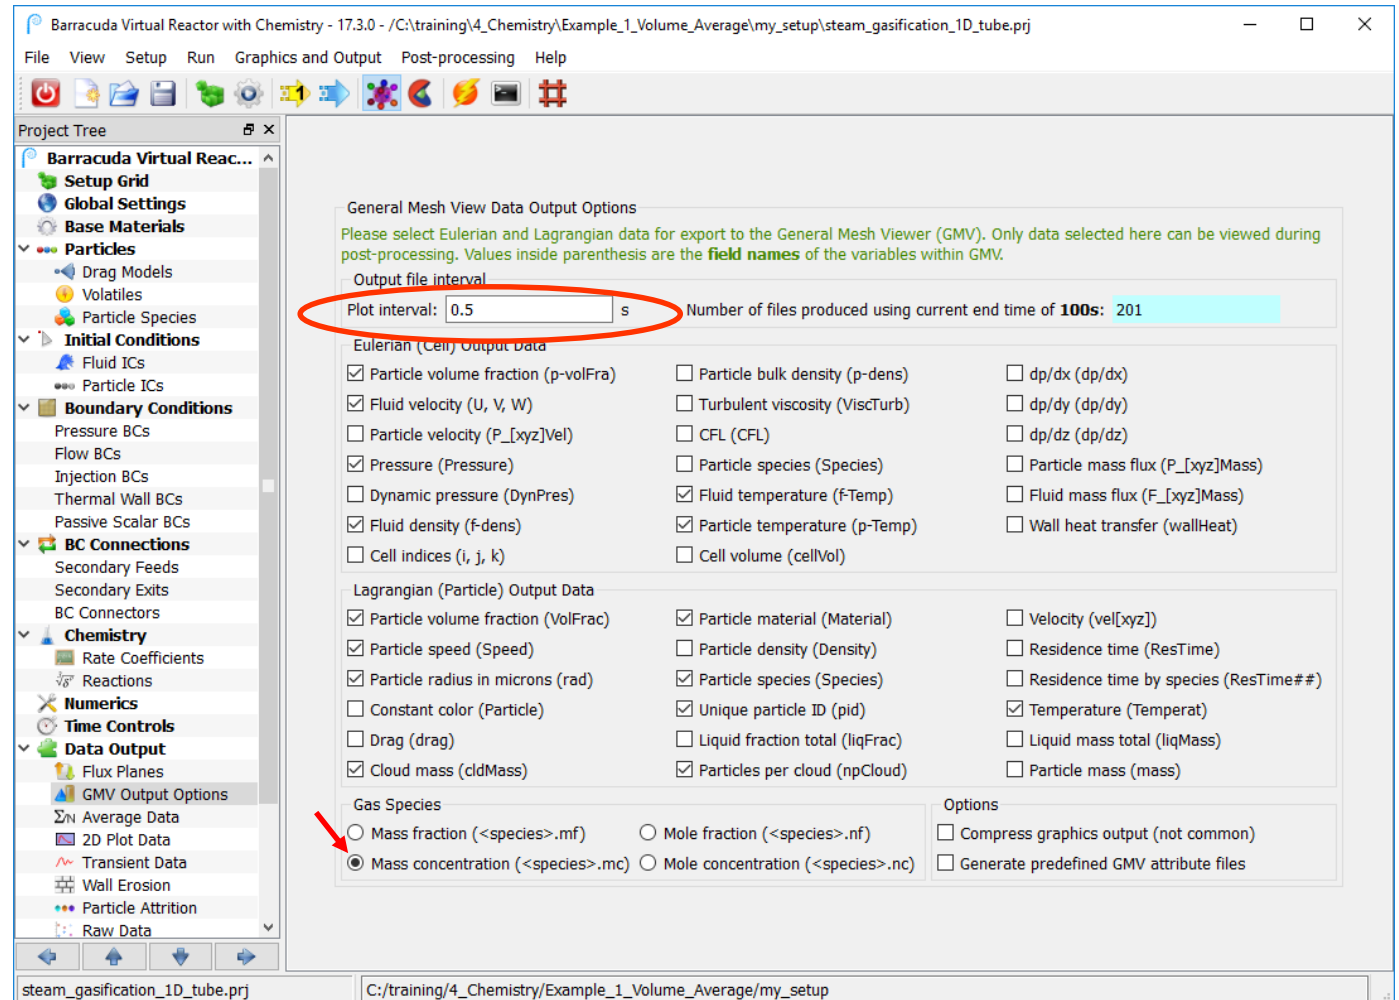 Barracuda Virtual Reactor with Chemistry - 17.3.0 - /C:\training\4_Chemistry\Example_1_Volume_Average\my_setup\steam_gasification_1D_tube.prj
File View Setup Run Graphics and Output Post-processing Help
1
Project Tree
Barracuda Virtual Reac...
Setup Grid
Global Settings
Base Materials
Particles
Drag Models
Volatiles
Particle Species
Initial Conditions
Fluid ICs
Particle ICs
Boundary Conditions
Pressure BCs
Flow BCs
Injection BCs
Thermal Wall BCs
Passive Scalar BCs
BC Connections
Secondary Feeds
Secondary Exits
BC Connectors
Chemistry
Rate Coefficients
Reactions
Numerics
Time Controls
Data Output
Flux Planes
GMV Output Options
Average Data
2D Plot Data
Transient Data
Wall Erosion
Particle Attrition
Raw Data
General Mesh View Data Output Options
Please select Eulerian and Lagrangian data for export to the General Mesh Viewer (GMV). Only data selected here can be viewed during
post-processing. Values inside parenthesis are the field names of the variables within GMV.
Output file interval
Plot interval: 0.5 s Number of files produced using current end time of 100s: 201
Eulerian (Cell) Output Data
Particle volume fraction (p-volFra) Particle bulk density (p-dens) dp/dx (dp/dx)
Fluid velocity (U, V, W) Turbulent viscosity (ViscTurb) dp/dy (dp/dy)
Particle velocity (P_[xyz]Vel) CFL (CFL) dp/dz (dp/dz)
Pressure (Pressure) Particle species (Species) Particle mass flux (P_[xyz]Mass)
Dynamic pressure (DynPres) Fluid temperature (f-Temp) Fluid mass flux (F_[xyz]Mass)
Fluid density (f-dens) Particle temperature (p-Temp) Wall heat transfer (wallHeat)
Cell indices (i, j, k) Cell volume (cellVol)
Lagrangian (Particle) Output Data
Particle volume fraction (VolFrac) Particle material (Material) Velocity (vel[xyz])
Particle speed (Speed) Particle density (Density) Residence time (ResTime)
Particle radius in microns (rad) Particle species (Species) Residence time by species (ResTime##)
Constant color (Particle) Unique particle ID (pid) Temperature (Temperat)
Drag (drag) Liquid fraction total (liqFrac) Liquid mass total (liqMass)
Cloud mass (cldMass) Particles per cloud (npCloud) Particle mass (mass)
Gas Species Options
Mass fraction (<species>.mf) Mole fraction (<species>.nf) Compress graphics output (not common)
Mass concentration (<species>.mc) Mole concentration (<species>.nc) Generate predefined GMV attribute files
steam_gasification_1D_tube.prj C:/training/4_Chemistry/Example_1_Volume_Average/my_setup